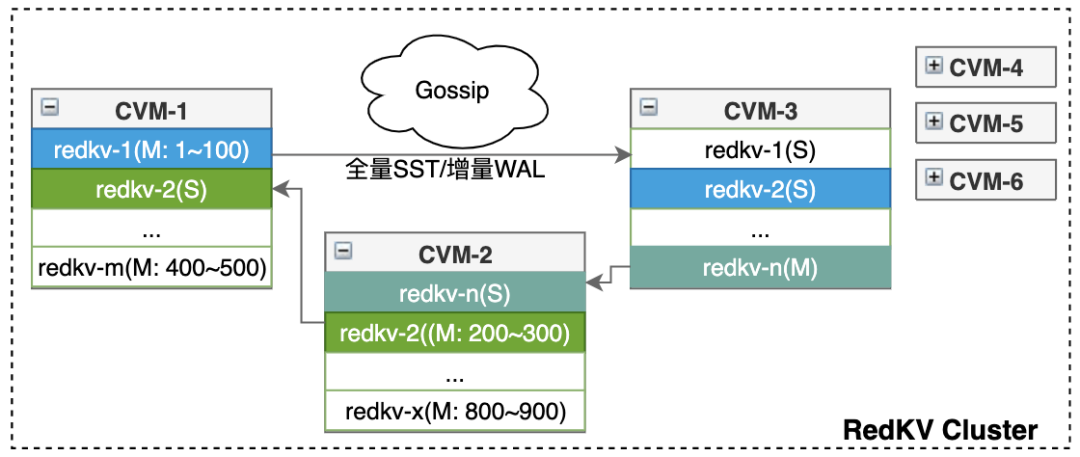 Gossip
CVM-1
redkv-1(M: 1~100)
redkv-2(S)
...
redkv-m(M: 400~500)
全量SST/增量WAL
CVM-2
redkv-n(S)
redkv-2((M: 200~300)
...
redkv-x(M: 800~900)
CVM-3
redkv-1(S)
redkv-2(S)
...
redkv-n(M)
CVM-4
CVM-5
CVM-6
RedKV Cluster